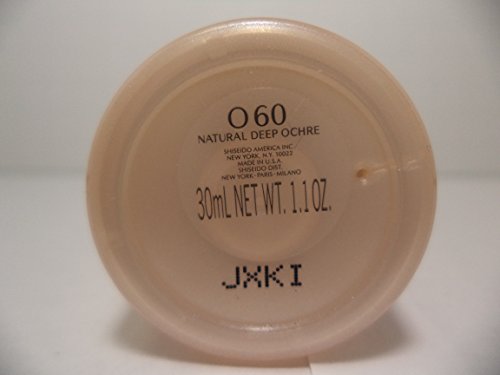 O 60
NATURAL DEEP OCHRE
SHISEIDO AMERICA INC
NEW YORK, N.Y. 10022
MADE IN U.S.A.
SHISEIDO DIST.
NEW YORK • PARIS • MILANO
30mL NET WT. 1.1 OZ.
JXKI